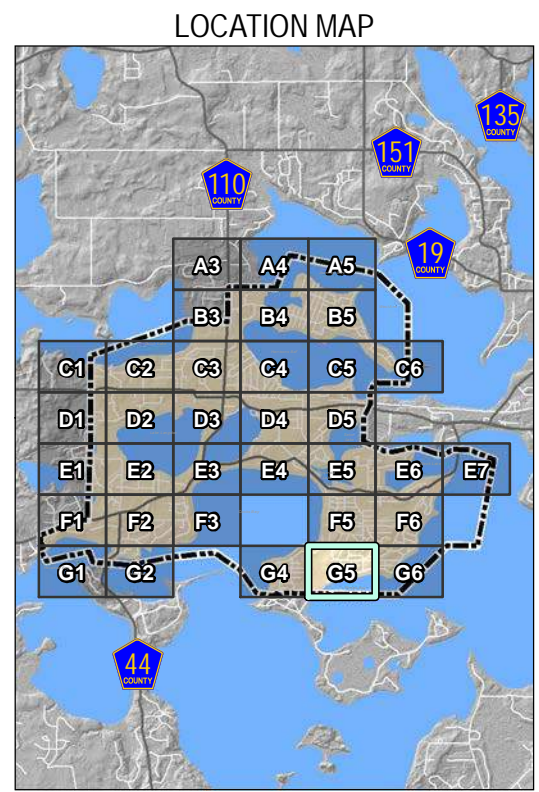 LOCATION MAP
135
COUNTY
151
COUNTY
110
COUNTY
19
COUNTY
A3 A4 A5
B3 B4 B5
C1 C2 C3 C4 C5 C6
D1 D2 D3 D4 D5
E1 E2 E3 E4 E5 E6 E7
F1 F2 F3 F5 F6
G1 G2 G4 G5 G6
44
COUNTY